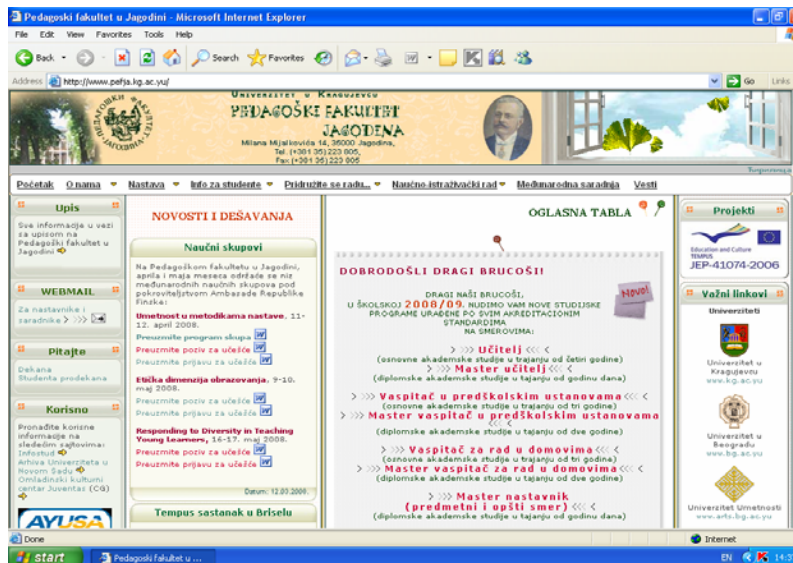 Pedagoski fakultet u Jagodini - Microsoft Internet Explorer
File Edit View Favorites Tools Help
Back Search Favorites
Address http://www.pefja.kg.ac.yu/ Go Links
Univerzitet u Kragujevcu
PEDAGOŠKI FAKULTET
JAGODINA
Milana Mijalkovića 14, 35000 Jagodina,
Tel. (+381 35) 223 805,
Fax (+381 35) 223 805
Početak O nama Nastava Info za studente Pridružite se radu... Naučno-istraživački rad Međunarodna saradnja Vesti
Upis
Sve informacije u vezi
sa upisom na
Pedagoški fakultet u
Jagodini
WEBMAIL
Za nastavnike i
saradnike > >>>
Pitajte
Dekana
Studenta prodekana
Korisno
Pronađite korisne
informacije na
sledećim sajtovima:
Infostud
Arhiva Univerziteta u
Novom Sadu
Omladinski kulturni
centar Juventas (CG)
AYUSA
NOVOSTI I DEŠAVANJA
Naučni skupovi
Na Pedagoškom fakultetu u Jagodini,
aprila i maja meseca održaće se niz
međunarodnih naučnih skupova pod
pokroviteljstvom Ambasade Republike
Finske:
Umetnost u metodikama nastave, 11-
12. april 2008.
Preuzmite program skupa
Preuzmite poziv za učešće
Preuzmite prijavu za učešće
Etička dimenzija obrazovanja, 9-10.
maj 2008.
Preuzmite poziv za učešće
Preuzmite prijavu za učešće
Responding to Diversity in Teaching
Young Learners, 16-17. maj 2008.
Preuzmite poziv za učešće
Preuzmite prijavu za učešće
Datum: 12.03.2008.
Tempus sastanak u Briselu
OGLASNA TABLA
DOBRODOŠLI DRAGI BRUCOŠI!
Novo!
DRAGI NAŠI BRUCOŠI,
U ŠKOLSKOJ 2008/09. NUDIMO VAM NOVE STUDIJSKE
PROGRAME URAĐENE PO SVIM AKREDITACIONIM
STANDARDIMA
NA SMEROVIMA:
> >>> Učitelj <<< <
(osnovne akademske studije u trajanju od četiri godine)
> >>> Master učitelj <<< <
(diplomske akademske studije u tajanju od godinu dana)
> >>> Vaspitač u predškolskim ustanovama <<< <
(osnovne akademske studije u tajanju od tri godine)
> >>> Master vaspitač u predškolskim ustanovama
<<< <
(diplomske akademske studije u tajanju od dve godine)
> >>> Vaspitač za rad u domovima <<< <
(osnovne akademske studije u tajanju od tri godine)
> >>> Master vaspitač za rad u domovima <<< <
(diplomske akademske studije u tajanju od dve godine)
> >>> Master nastavnik
(predmetni i opšti smer) <<< <
(diplomske akademske studije u tajanju od godinu dana)
Projekti
Education and Culture
TEMPUS
JEP-41074-2006
Važni linkovi
Univerziteti
Univerzitet u
Kragujevcu
www.kg.ac.yu
Univerzitet u
Beogradu
www.bg.ac.yu
Univerzitet Umetnosti
www.arts.bg.ac.yu
Done Internet
start Pedagoski fakultet u ... EN